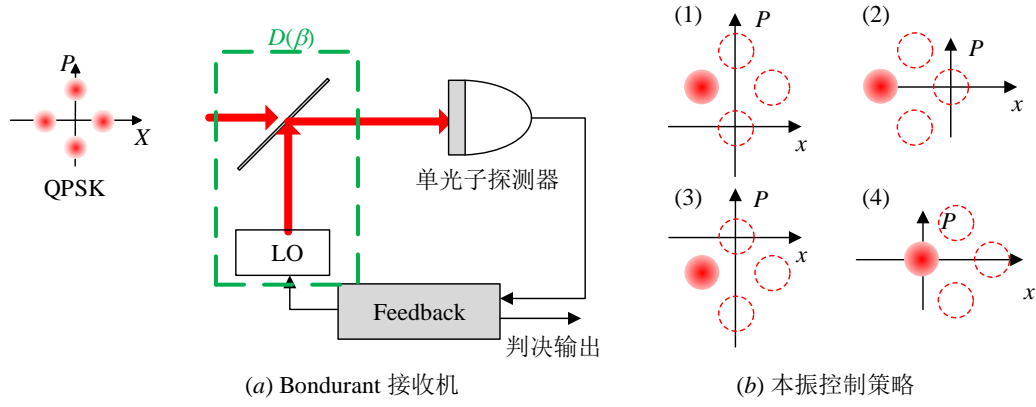 P
X
QPSK
D(β)
LO
单光子探测器
Feedback
判决输出
(a) Bondurant 接收机
(1)
P
x
(2)
P
x
(3)
P
x
(4)
P
x
(b) 本振控制策略